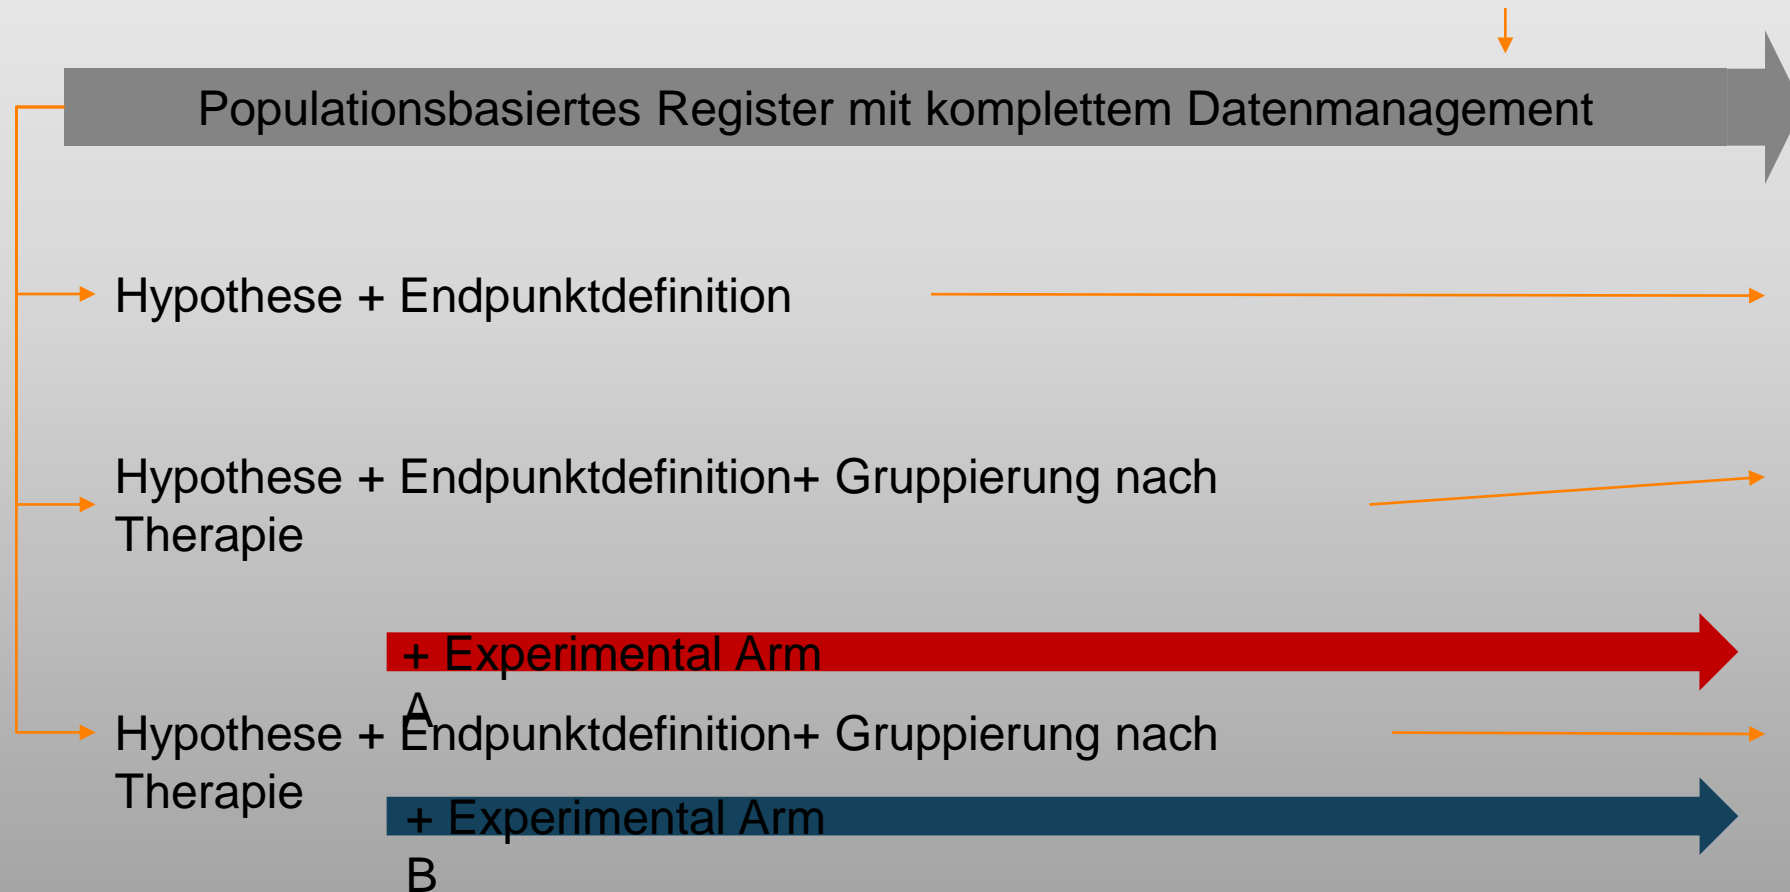 Populationsbasiertes Register mit komplettem Datenmanagement
Hypothese + Endpunktdefinition
Hypothese + Endpunktdefinition+ Gruppierung nach
Therapie
+ Experimental Arm
A
Hypothese + Endpunktdefinition+ Gruppierung nach
Therapie
+ Experimental Arm
B